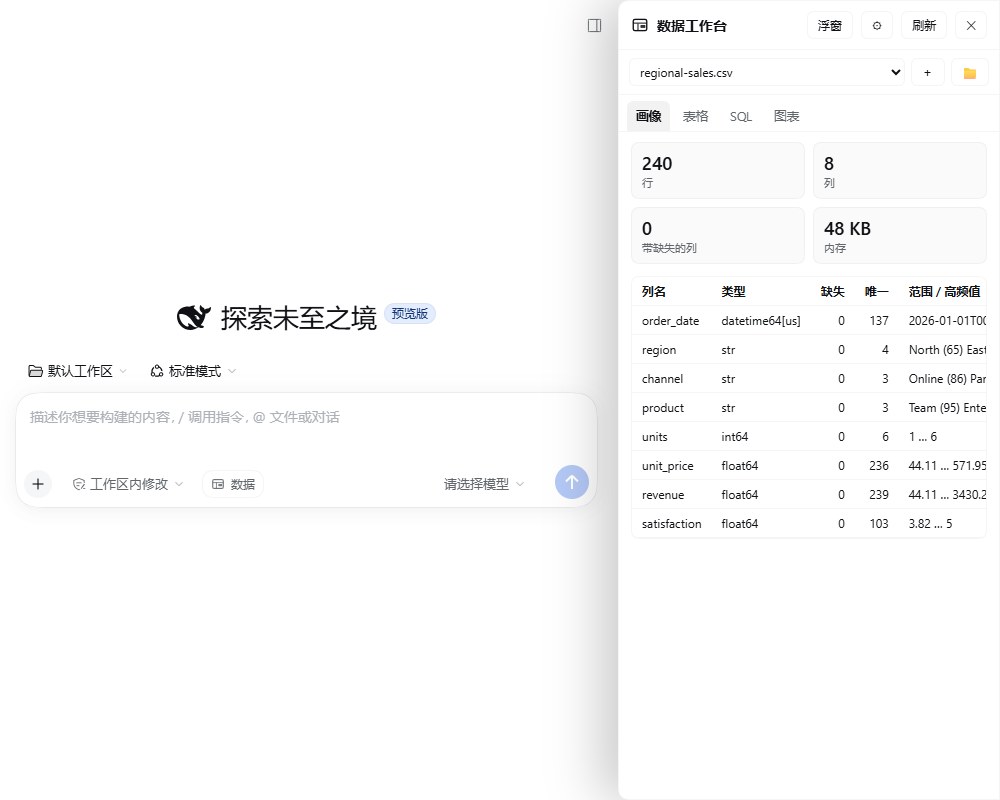 探索未至之境 预览版
默认工作区 标准模式
描述你想要构建的内容, / 调用指令, @ 文件或对话
工作区内修改 数据 请选择模型
数据工作台 浮窗 刷新
regional-sales.csv +
画像 表格 SQL 图表
240 8
行 列
0 48 KB
带缺失的列 内存
列名 类型 缺失 唯一 范围 / 高频值
order_date datetime64[us] 0 137 2026-01-01T00
region str 0 4 North (65) East
channel str 0 3 Online (86) Par
product str 0 3 Team (95) Ente
units int64 0 6 1 ... 6
unit_price float64 0 236 44.11 ... 571.95
revenue float64 0 239 44.11 ... 3430.2
satisfaction float64 0 103 3.82 ... 5